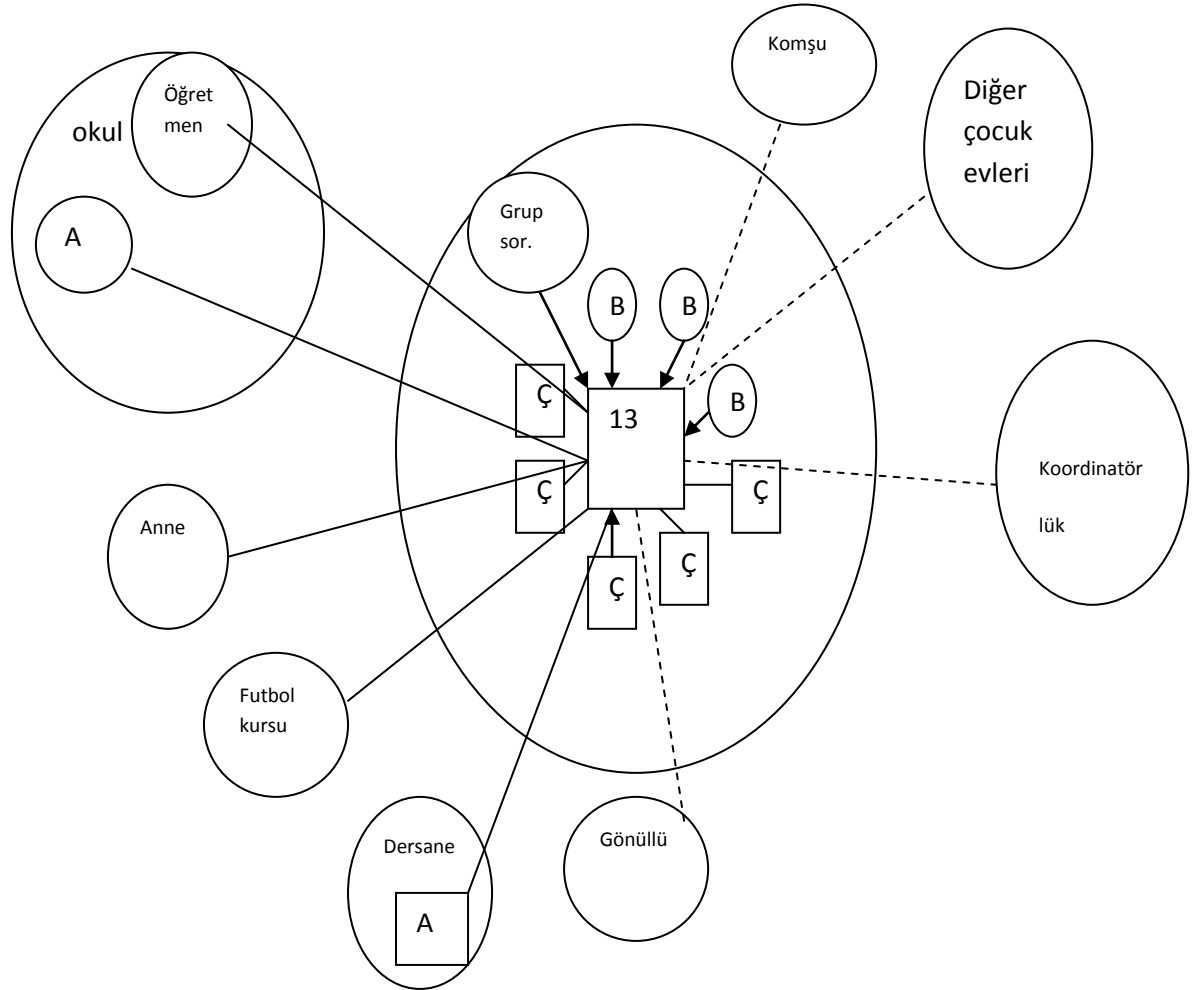 Komşu
Öğret
men
okul
Diğer
çocuk
evleri
A
Grup
sor.
B
B
B
Ç
13
Ç
Ç
Ç
Ç
Koordinatör
lük
Anne
Futbol
kursu
Dersane
A
Gönüllü